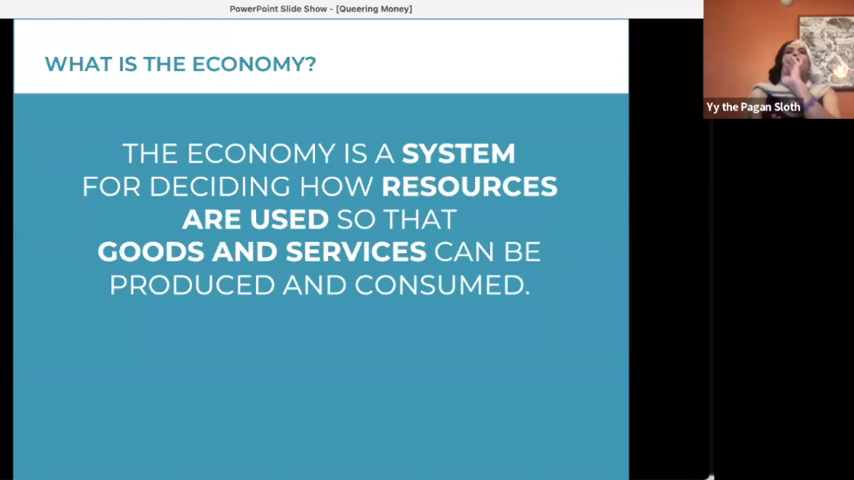 PowerPoint Slide Show - [Queering Money]
WHAT IS THE ECONOMY?
THE ECONOMY IS A SYSTEM
FOR DECIDING HOW RESOURCES
ARE USED SO THAT
GOODS AND SERVICES CAN BE
PRODUCED AND CONSUMED.
Yy the Pagan Sloth